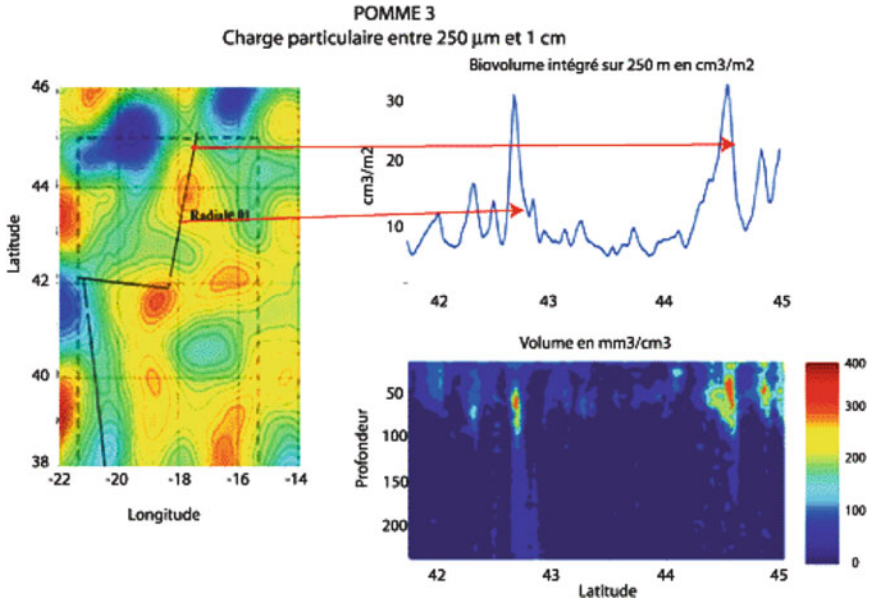 POMME 3
Charge particulaire entre 250 µm et 1 cm
46
44
42
40
38
Latitude
Radiale 01
-22 -20 -18 -16 -14
Longitude
Biovolume intégré sur 250 m en cm3/m2
30
20
10
cm3/m2
42 43 44 45
Volume en mm3/cm3
50
100
150
200
Profondeur
42 43 44 45
Latitude
400
300
200
100
0